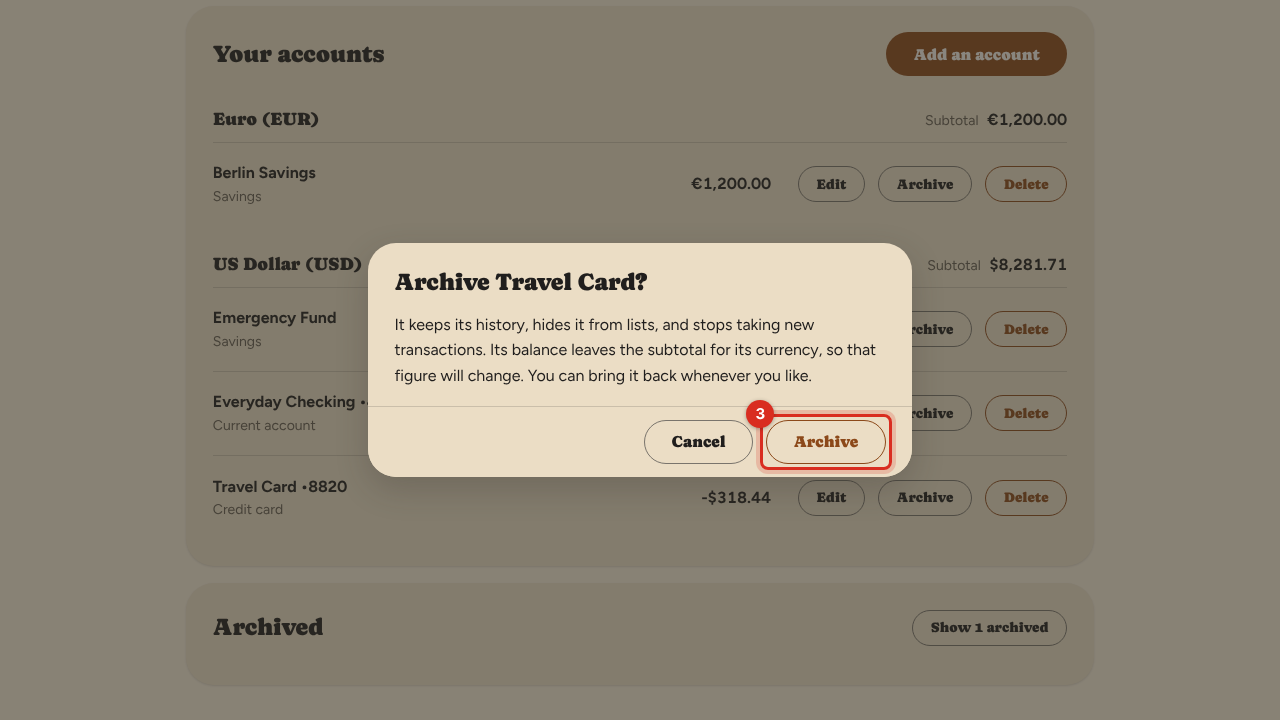 Your accounts
Add an account
Euro (EUR)
Subtotal €1,200.00
Berlin Savings
Savings
€1,200.00
Edit
Archive
Delete
US Dollar (USD)
Subtotal $8,281.71
Emergency Fund
Savings
Delete
Everyday Checking
Current account
Delete
Archive Travel Card?
It keeps its history, hides it from lists, and stops taking new
transactions. Its balance leaves the subtotal for its currency, so that
figure will change. You can bring it back whenever you like.
3
Cancel
Archive
Travel Card •8820
Credit card
-$318.44
Edit
Archive
Delete
Archived
Show 1 archived